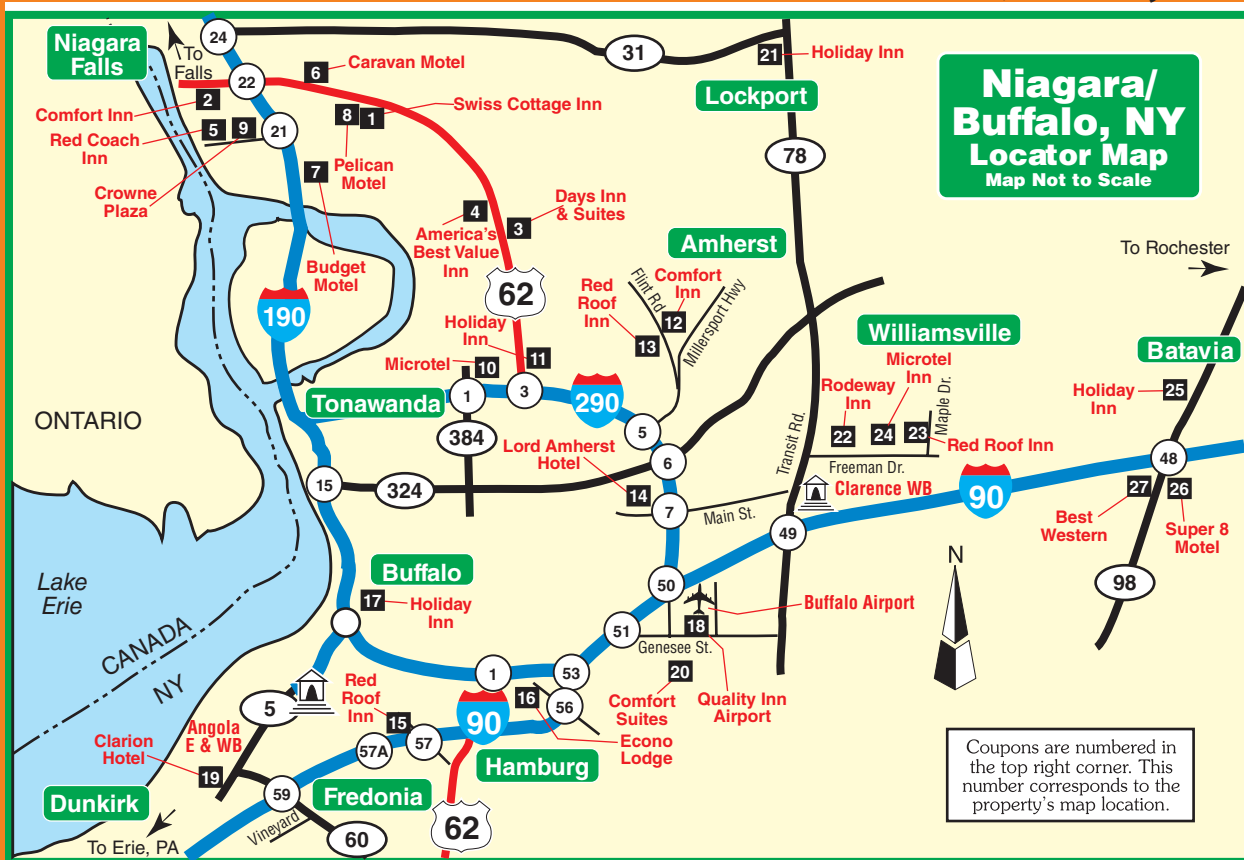 Niagara/
Buffalo, NY
Locator Map
Map Not to Scale
Niagara
Falls
To
Falls
24
22
21
2
Comfort Inn
5
Red Coach
Inn
9
Crowne
Plaza
6
Caravan Motel
8
1
Swiss Cottage Inn
Pelican
Motel
7
Budget
Motel
31
21
Holiday Inn
Lockport
78
4
America's
Best Value
Inn
3
Days Inn
& Suites
62
190
Amherst
Flint Rd
Comfort
Inn
12
Red
Roof
Inn
13
Millersport Hwy
To Rochester
Holiday
Inn
11
Microtel
10
1
3
290
Tonawanda
384
5
6
7
15
324
Lord Amherst
Hotel
14
Main St.
Transit Rd.
Williamsville
Microtel
Inn
Rodeway
Inn
Maple Dr.
22
24
23
Red Roof Inn
Freeman Dr.
Clarence WB
90
49
Batavia
Holiday
Inn
25
48
27
26
Best
Western
Super 8
Motel
98
N
ONTARIO
Lake
Erie
CANADA
NY
Buffalo
17
Holiday
Inn
50
51
Buffalo Airport
18
Genesee St.
20
Comfort
Suites
Quality Inn
Airport
1
53
56
16
Econo
Lodge
90
Hamburg
62
Red
Roof
Inn
15
57
57A
5
Angola
E & WB
Clarion
Hotel
19
59
Dunkirk
Fredonia
Vineyard
60
To Erie, PA
Coupons are numbered in
the top right corner. This
number corresponds to the
property's map location.